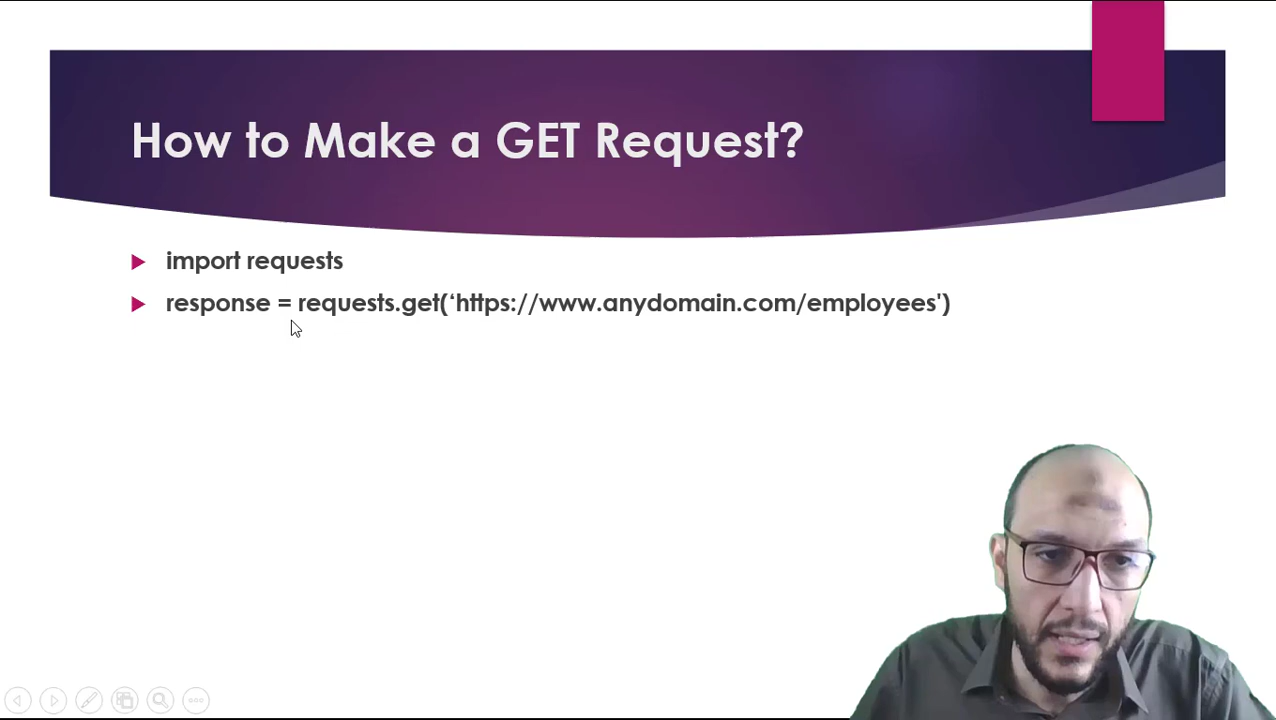 How to Make a GET Request?
import requests
response = requests.get(‘https://www.anydomain.com/employees')